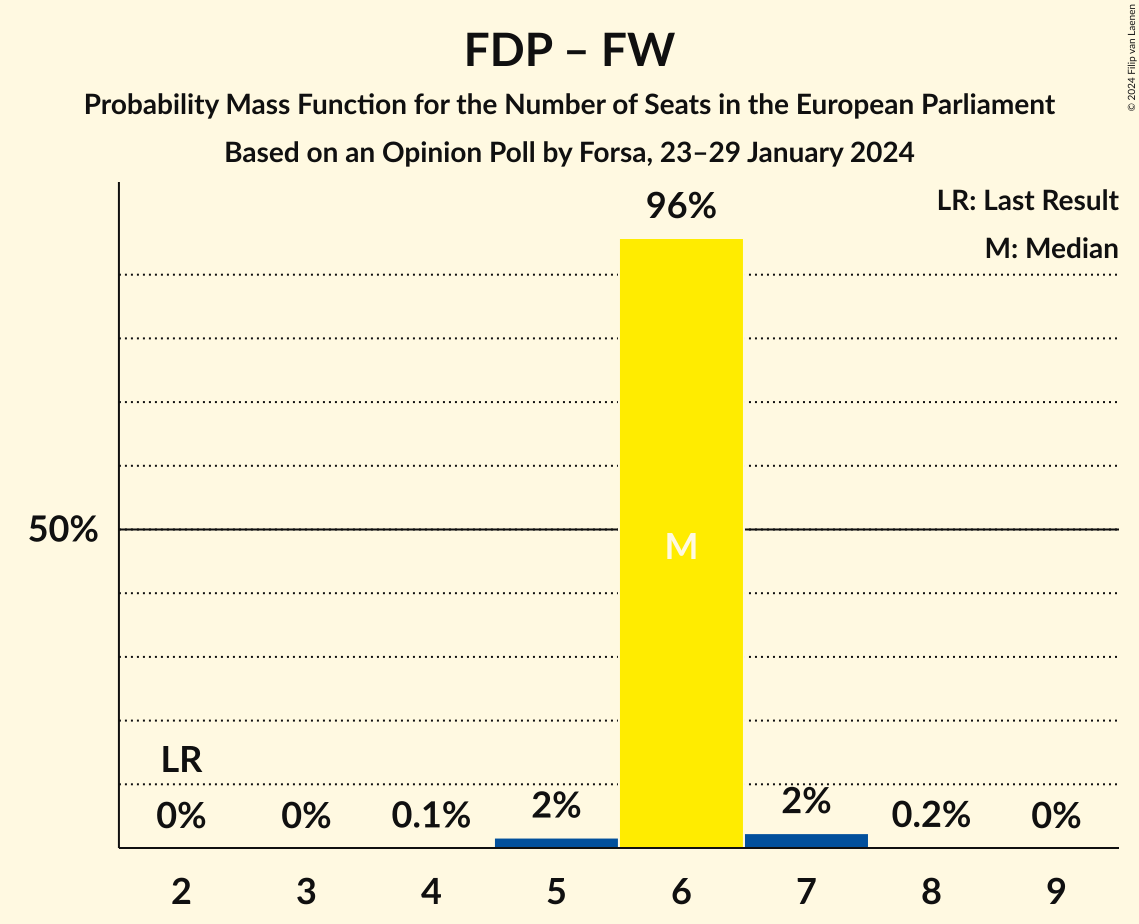 FDP – FW
Probability Mass Function for the Number of Seats in the European Parliament
Based on an Opinion Poll by Forsa, 23–29 January 2024
© 2024 Filip van Laenen
LR: Last Result
M: Median
96%
50%
M
LR
0% 0% 0.1% 2% 2% 0.2% 0%
2 3 4 5 6 7 8 9